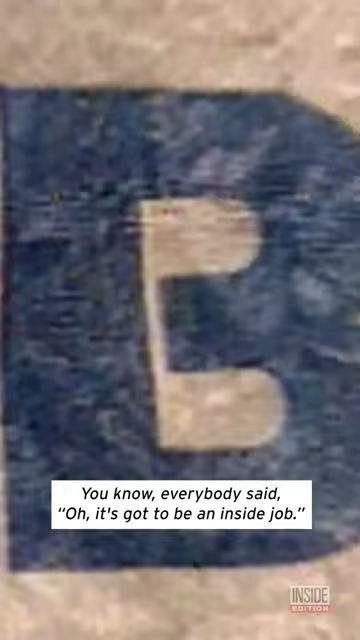 B
You know, everybody said,
“Oh, it's got to be an inside job.”
INSIDE
EDITION